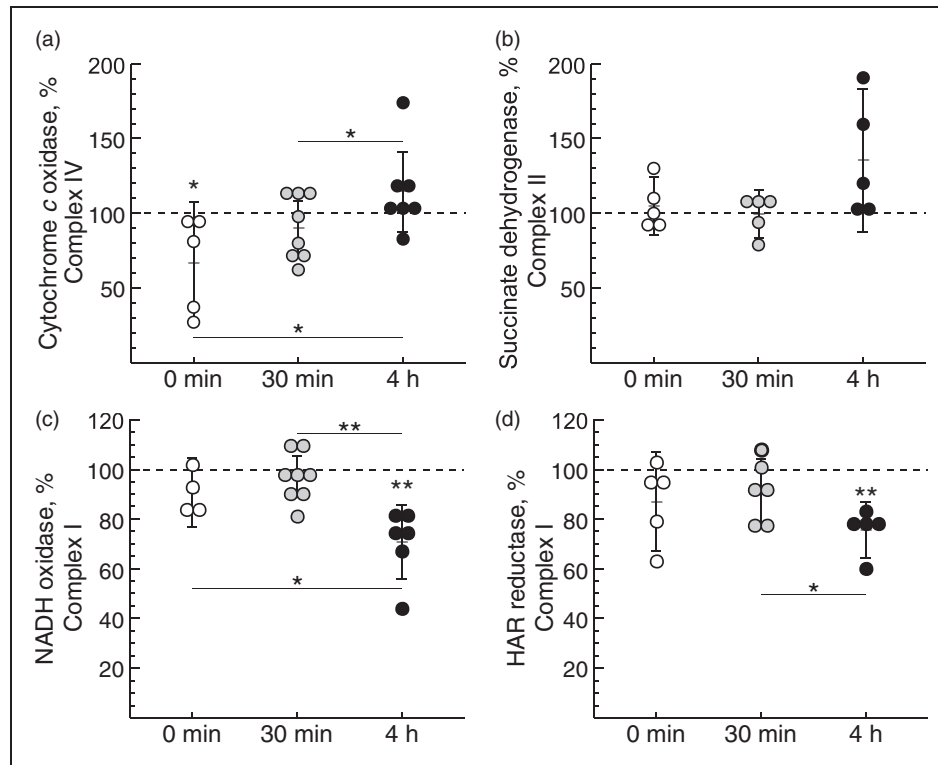 (a)
Cytochrome c oxidase, %
Complex IV
200
150
100
50
*
*
*
0 min 30 min 4 h
(b)
Succinate dehydrogenase, %
Complex II
200
150
100
50
0 min 30 min 4 h
(c)
NADH oxidase, %
Complex I
120
100
80
60
40
20
**
**
*
0 min 30 min 4 h
(d)
HAR reductase, %
Complex I
120
100
80
60
40
20
**
*
0 min 30 min 4 h